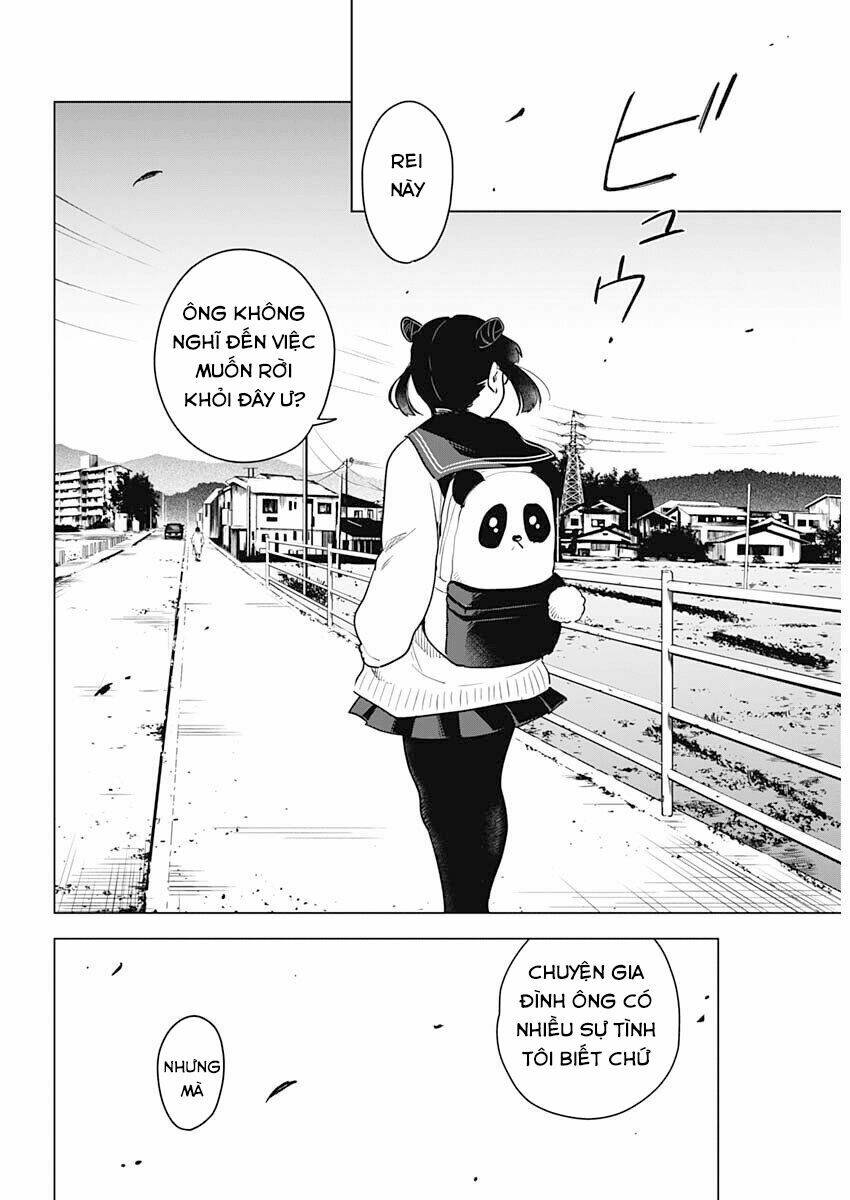 ビュウ
REI
NÀY
ÔNG KHÔNG
NGHĨ ĐẾN VIỆC
MUỐN RỜI
KHỎI ĐÂY Ư?
CHUYỆN GIA
ĐÌNH ÔNG CÓ
NHIỀU SỰ TÌNH
TÔI BIẾT CHỨ
NHƯNG
MÀ